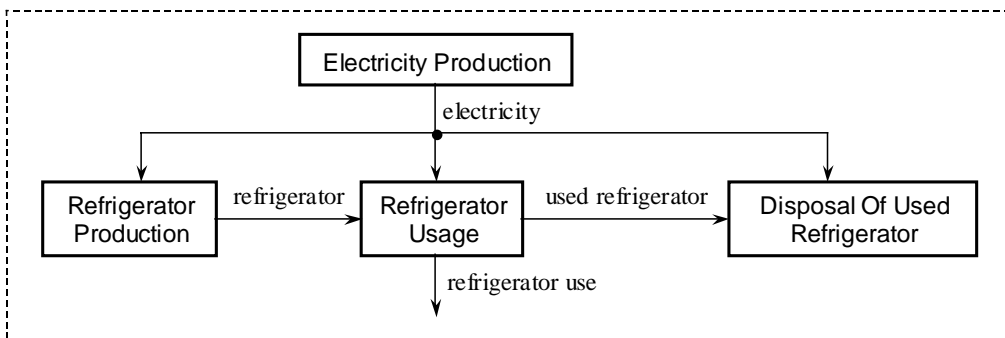 Electricity Production
electricity
Refrigerator
Production
refrigerator
Refrigerator
Usage
used refrigerator
Disposal Of Used
Refrigerator
refrigerator use